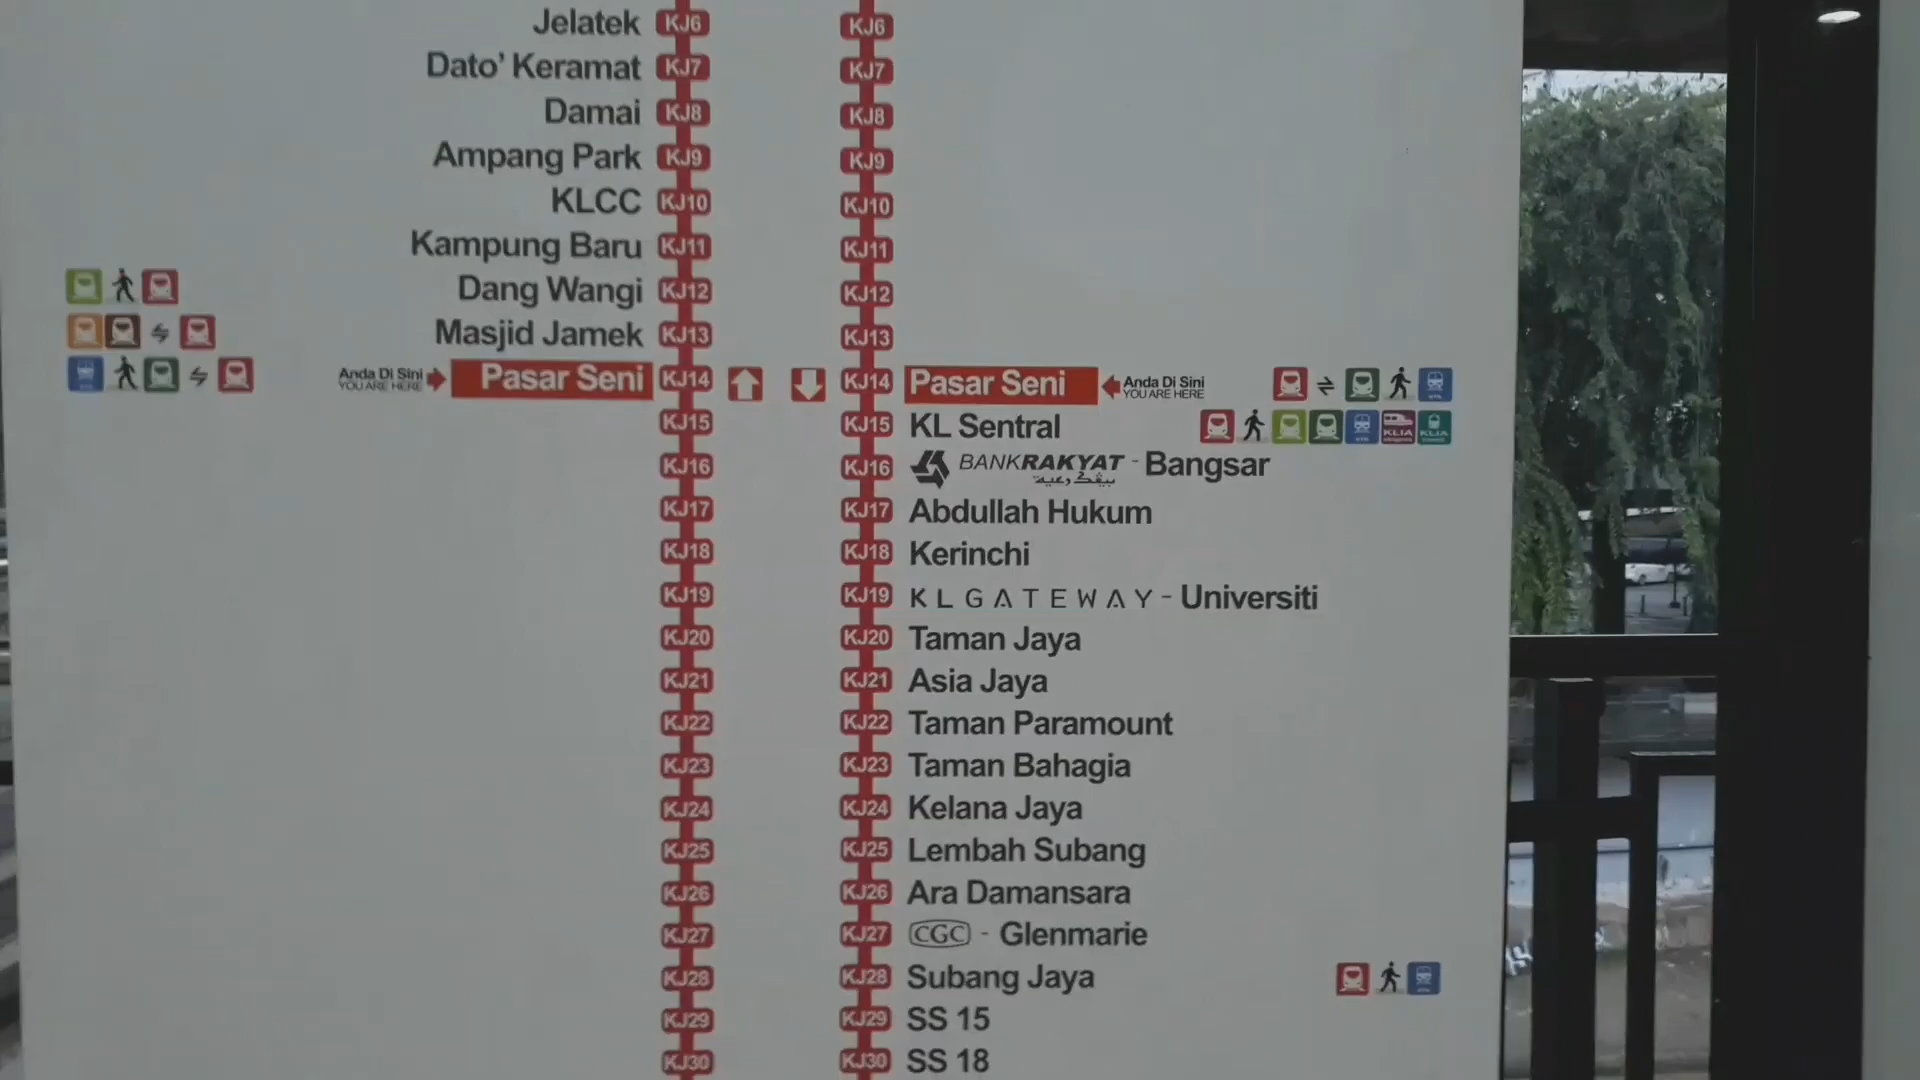 Jelatek KJ6 KJ6
Dato' Keramat KJ7 KJ7
Damai KJ8 KJ8
Ampang Park KJ9 KJ9
KLCC KJ10 KJ10
Kampung Baru KJ11 KJ11
Dang Wangi KJ12 KJ12
Masjid Jamek KJ13 KJ13
Anda Di Sini
YOU ARE HERE
Pasar Seni KJ14 KJ14 Pasar Seni
Anda Di Sini
YOU ARE HERE
KJ15 KJ15 KL Sentral KLIA KLIA
KJ16 KJ16 BANKRAKYAT - Bangsar
KJ17 KJ17 Abdullah Hukum
KJ18 KJ18 Kerinchi
KJ19 KJ19 KL GATEWAY - Universiti
KJ20 KJ20 Taman Jaya
KJ21 KJ21 Asia Jaya
KJ22 KJ22 Taman Paramount
KJ23 KJ23 Taman Bahagia
KJ24 KJ24 Kelana Jaya
KJ25 KJ25 Lembah Subang
KJ26 KJ26 Ara Damansara
KJ27 KJ27 CGC - Glenmarie
KJ28 KJ28 Subang Jaya
KJ29 KJ29 SS 15
KJ30 KJ30 SS 18